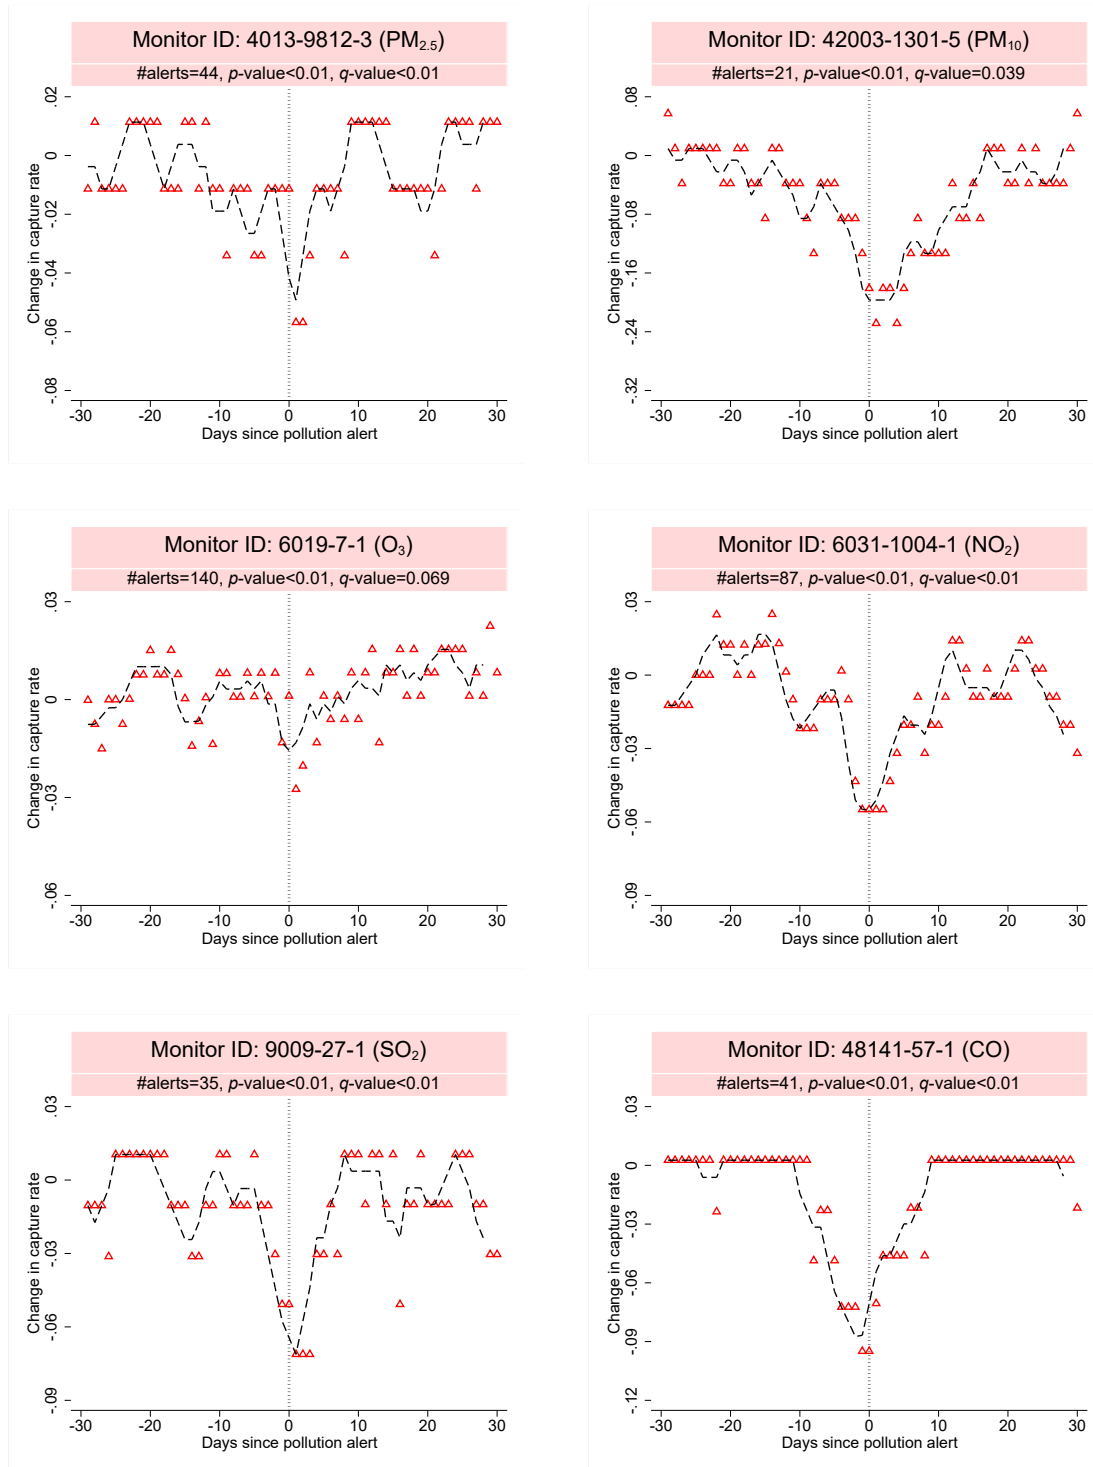 Monitor ID: 4013-9812-3 (PM2.5)
#alerts=44, p-value<0.01, q-value<0.01
Change in capture rate
.02
0
-.02
-.04
-.06
-.08
-30 -20 -10 0 10 20 30
Days since pollution alert
Monitor ID: 42003-1301-5 (PM10)
#alerts=21, p-value<0.01, q-value=0.039
Change in capture rate
.08
0
-.08
-.16
-.24
-.32
-30 -20 -10 0 10 20 30
Days since pollution alert
Monitor ID: 6019-7-1 (O3)
#alerts=140, p-value<0.01, q-value=0.069
Change in capture rate
.03
0
-.03
-.06
-30 -20 -10 0 10 20 30
Days since pollution alert
Monitor ID: 6031-1004-1 (NO2)
#alerts=87, p-value<0.01, q-value<0.01
Change in capture rate
.03
0
-.03
-.06
-.09
-30 -20 -10 0 10 20 30
Days since pollution alert
Monitor ID: 9009-27-1 (SO2)
#alerts=35, p-value<0.01, q-value<0.01
Change in capture rate
.03
0
-.03
-.06
-.09
-30 -20 -10 0 10 20 30
Days since pollution alert
Monitor ID: 48141-57-1 (CO)
#alerts=41, p-value<0.01, q-value<0.01
Change in capture rate
.03
0
-.03
-.06
-.09
-.12
-30 -20 -10 0 10 20 30
Days since pollution alert